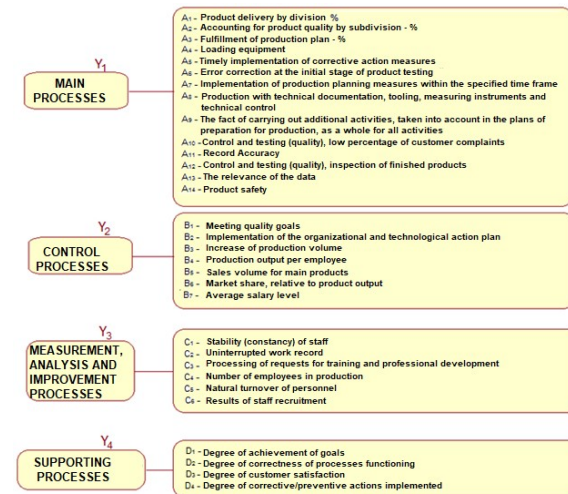 Y1
MAIN
PROCESSES
A1 - Product delivery by division %
A2 - Accounting for product quality by subdivision - %
A3 - Fulfillment of production plan - %
A4 - Loading equipment
A5 - Timely implementation of corrective action measures
A6 - Error correction at the initial stage of product testing
A7 - Implementation of production planning measures within the specified time frame
A8 - Production with technical documentation, tooling, measuring instruments and
technical control
A9 - The fact of carrying out additional activities, taken into account in the plans of
preparation for production, as a whole for all activities
A10 - Control and testing (quality), low percentage of customer complaints
A11 - Record Accuracy
A12 - Control and testing (quality), inspection of finished products
A13 - The relevance of the data
A14 - Product safety
Y2
CONTROL
PROCESSES
B1 - Meeting quality goals
B2 - Implementation of the organizational and technological action plan
B3 - Increase of production volume
B4 - Production output per employee
B5 - Sales volume for main products
B6 - Market share, relative to product output
B7 - Average salary level
Y3
MEASUREMENT,
ANALYSIS AND
IMPROVEMENT
PROCESSES
C1 - Stability (constancy) of staff
C2 - Uninterrupted work record
C3 - Processing of requests for training and professional development
C4 - Number of employees in production
C5 - Natural turnover of personnel
C6 - Results of staff recruitment
Y4
SUPPORTING
PROCESSES
D1 - Degree of achievement of goals
D2 - Degree of correctness of processes functioning
D3 - Degree of customer satisfaction
D4 - Degree of corrective/preventive actions implemented